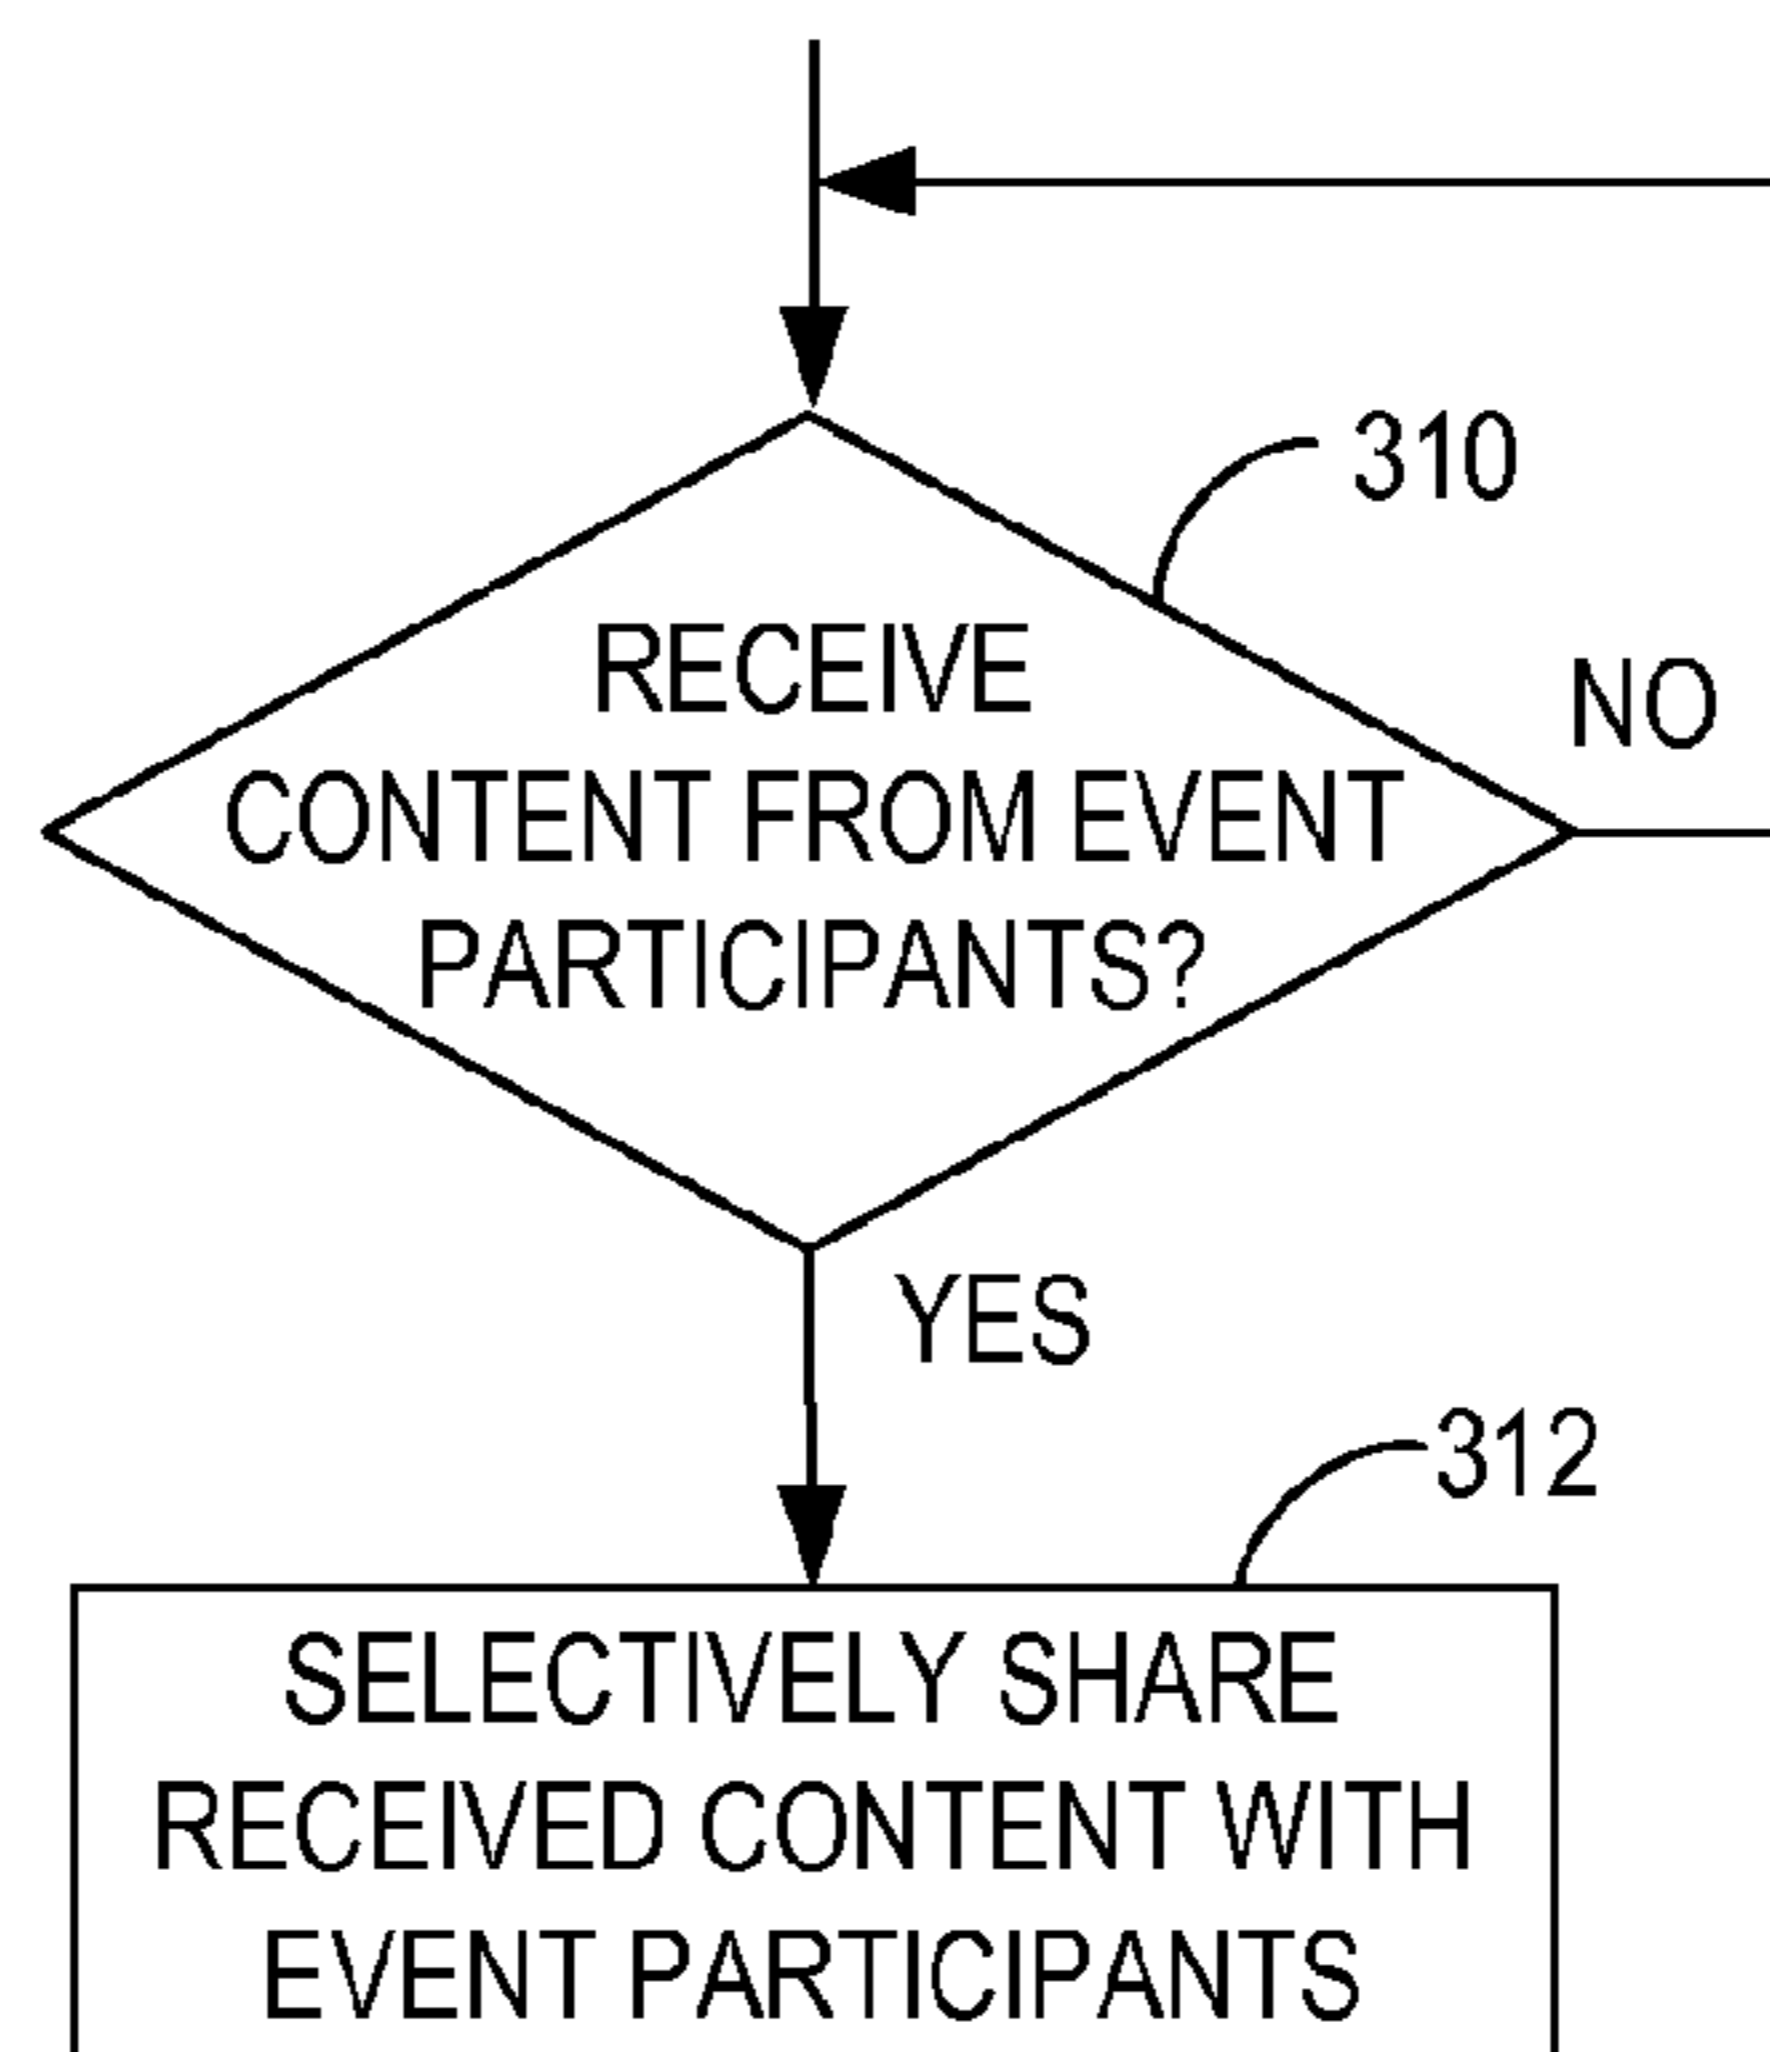 310
RECEIVE
CONTENT FROM EVENT
PARTICIPANTS?
NO
YES
312
SELECTIVELY SHARE
RECEIVED CONTENT WITH
EVENT PARTICIPANTS